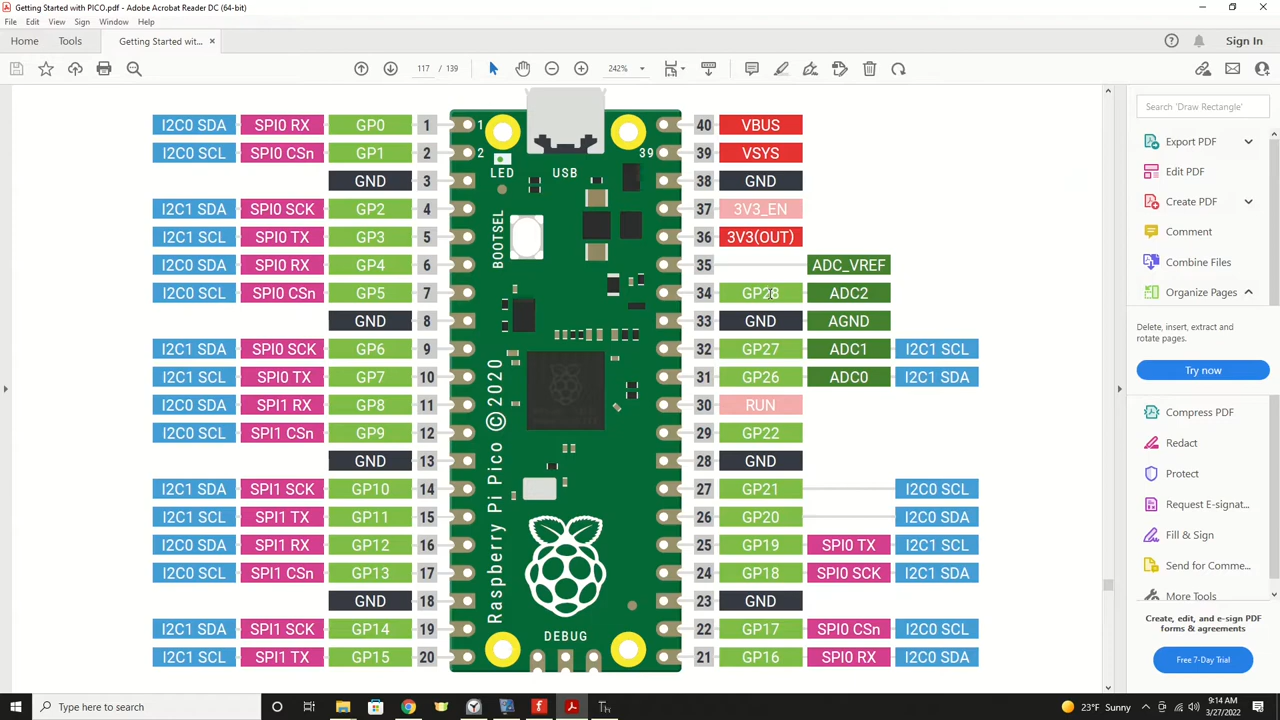 Getting Started with PICO.pdf - Adobe Acrobat Reader DC (64-bit)
File Edit View Sign Window Help
Home Tools Getting Started wit... × Sign In
117 / 139 242%
I2C0 SDA SPI0 RX GP0 1 1 40 VBUS
I2C0 SCL SPI0 CSn GP1 2 2 39 39 VSYS
GND 3 LED USB 38 GND
I2C1 SDA SPI0 SCK GP2 4 37 3V3_EN
I2C1 SCL SPI0 TX GP3 5 BOOTSEL 36 3V3(OUT)
I2C0 SDA SPI0 RX GP4 6 35 ADC_VREF
I2C0 SCL SPI0 CSn GP5 7 34 ADC2
GND 8 33 GND AGND
I2C1 SDA SPI0 SCK GP6 9 32 GP27 ADC1 I2C1 SCL
I2C1 SCL SPI0 TX GP7 10 31 GP26 ADC0 I2C1 SDA
I2C0 SDA SPI1 RX GP8 11 30 RUN
I2C0 SCL SPI1 CSn GP9 12 29 GP22
GND 13 28 GND
I2C1 SDA SPI1 SCK GP10 14 27 GP21 I2C0 SCL
I2C1 SCL SPI1 TX GP11 15 26 GP20 I2C0 SDA
I2C0 SDA SPI1 RX GP12 16 25 GP19 SPI0 TX I2C1 SCL
I2C0 SCL SPI1 CSn GP13 17 24 GP18 SPI0 SCK I2C1 SDA
GND 18 23 GND
I2C1 SDA SPI1 SCK GP14 19 22 GP17 SPI0 CSn I2C0 SCL
I2C1 SCL SPI1 TX GP15 20 21 GP16 SPI0 RX I2C0 SDA
Raspberry Pi Pico ©2020
DEBUG
Search 'Draw Rectangle'
Export PDF
Edit PDF
Create PDF
Comment
Combine Files
Organize Pages
Delete, insert, extract and
rotate pages.
Try now
Compress PDF
Redact
Protect
Request E-signat...
Fill & Sign
Send for Comme...
More Tools
Create, edit, and e-sign PDF
forms & agreements
Free 7-Day Trial
Type here to search
23°F Sunny
9:14 AM
3/27/2022